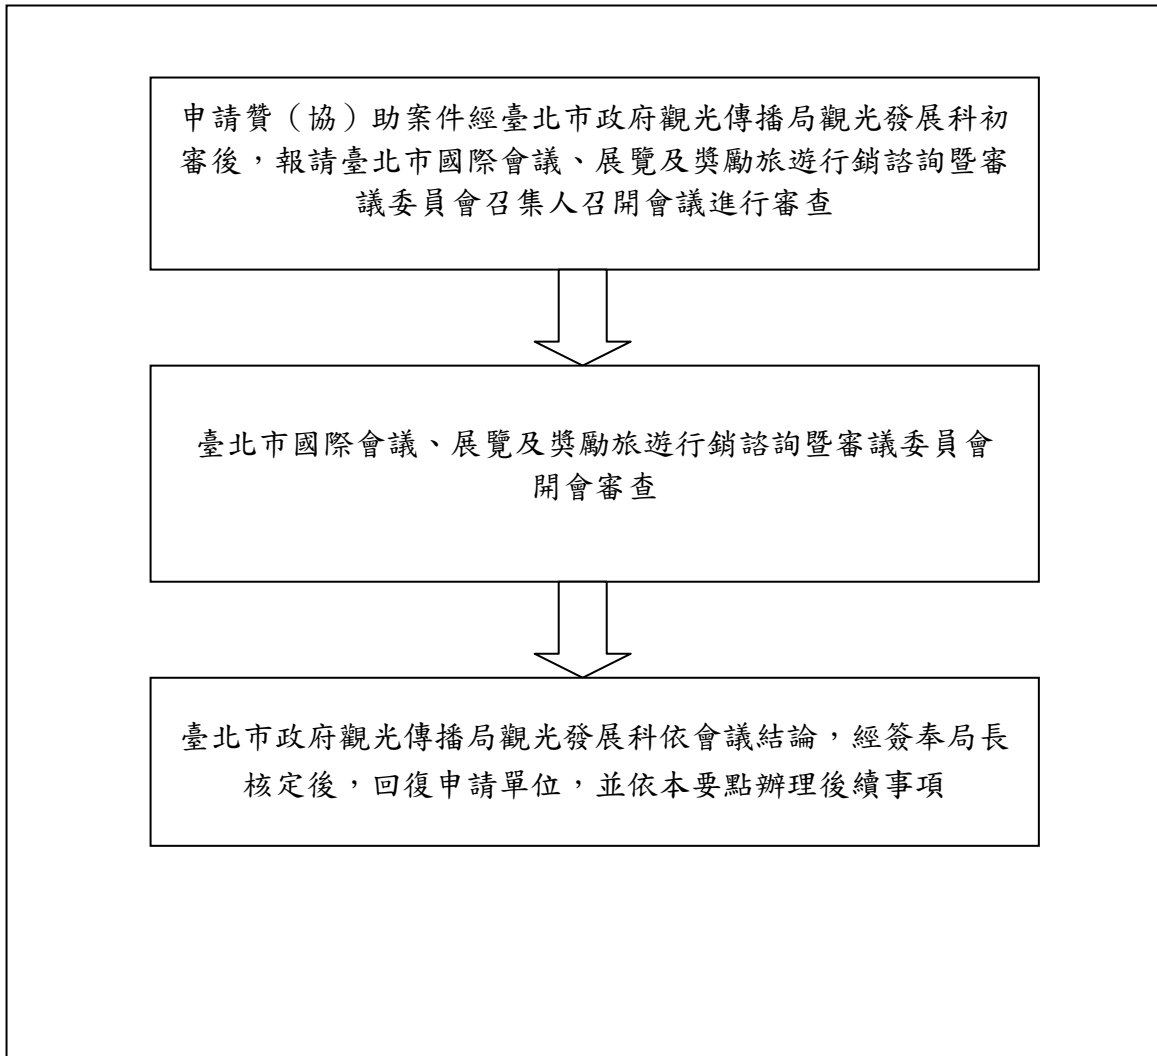 申請贊（協）助案件經臺北市政府觀光傳播局觀光發展科初
審後，報請臺北市國際會議、展覽及獎勵旅遊行銷諮詢暨審
議委員會召集人召開會議進行審查
臺北市國際會議、展覽及獎勵旅遊行銷諮詢暨審議委員會
開會審查
臺北市政府觀光傳播局觀光發展科依會議結論，經簽奉局長
核定後，回復申請單位，並依本要點辦理後續事項